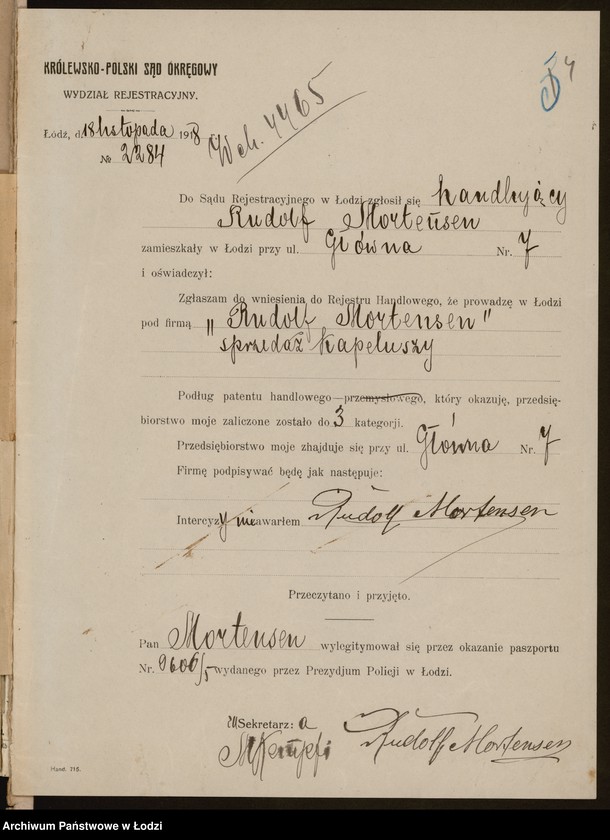 4
KRÓLEWSKO-POLSKI SĄD OKRĘGOWY
WYDZIAŁ REJESTRACYJNY.
Łódź, d. 18 listopada 1918
№ 2284
Wch. 4465
Do Sądu Rejestracyjnego w Łodzi zgłosił się handlujący
Rudolf Mortensen
zamieszkały w Łodzi przy ul. Główna Nr. 7
i oświadczył:
Zgłaszam do wniesienia do Rejestru Handlowego, że prowadzę w Łodzi
pod firmą „Rudolf Mortensen"
sprzedaż kapeluszy
Podług patentu handlowego—przemysłowego, który okazuję, przedsię-
biorstwo moje zaliczone zostało do 3 kategorji.
Przedsiębiorstwo moje zhajduje się przy ul. Główna Nr. 7
Firmę podpisywać będę jak następuje:
Intercyzy nie zawarłem Rudolf Mortensen
Przeczytano i przyjęto.
Pan Mortensen wylegitymował się przez okazanie paszportu
Nr. 9606/5 wydanego przez Prezydjum Policji w Łodzi.
Sekretarz: a
Rudolf Mortensen
Hand. 216.
Archiwum Państwowe w Łodzi